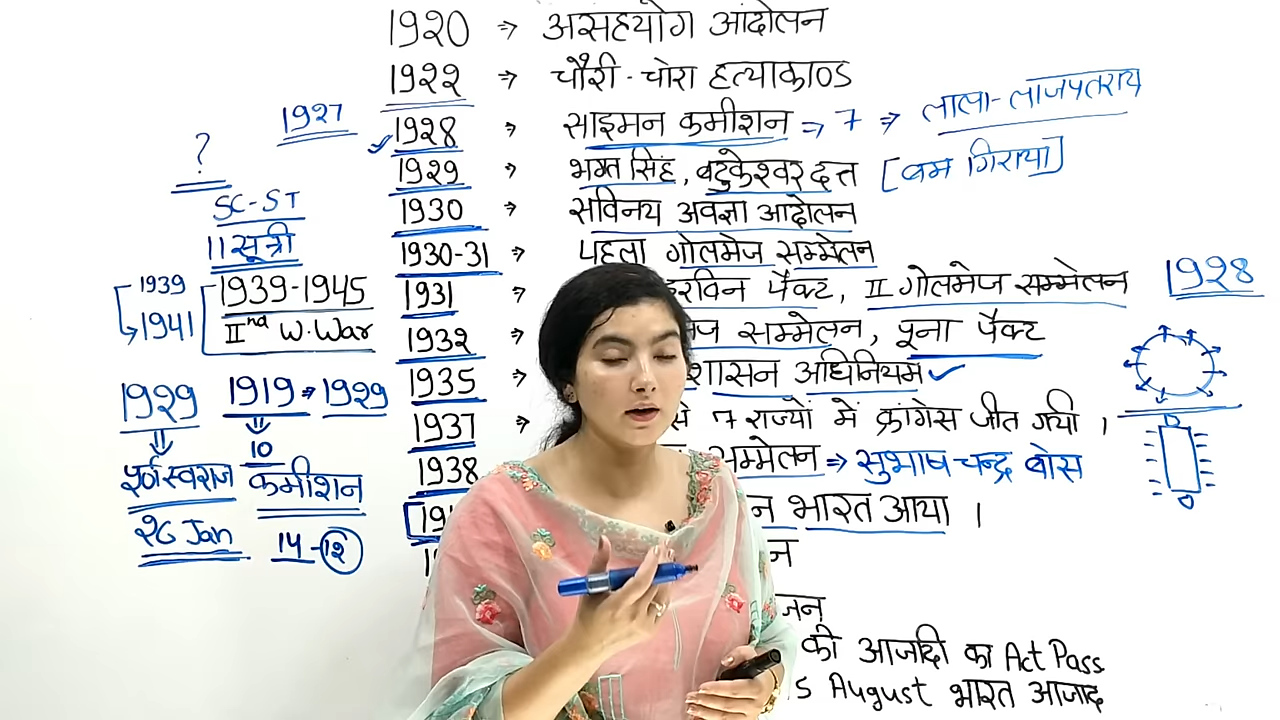 1920 → असहयोग आंदोलन
1922 → चौरी-चोरा हत्याकाण्ड
1927
1928 → साइमन कमीशन ⇒ 7 ⇒ लाला-लाजपतराय
1929 भगत सिंह, बटुकेश्वर दत्त [बम गिराया]
1930 → सविनय अवज्ञा आंदोलन
1930-31 → पहला गोलमेज सम्मेलन
1931 → इरविन पैक्ट, II गोलमेज सम्मेलन
1932 → सम्मेलन, पूना पैक्ट
1935 → शासन अधिनियम
1937 → से 7 राज्यों में कांग्रेस जीत गयी ।
1938 सम्मेलन ⇒ सुभाष चन्द्र बोस
भारत आया ।
की आजादी का Act Pass
August भारत आजाद
?
SC-ST
11 सूत्री
1939
1941
1939-1945
IInd W. War
1929
पूर्ण स्वराज
26 Jan
1919 → 1929
10
कमीशन
14-12
1928